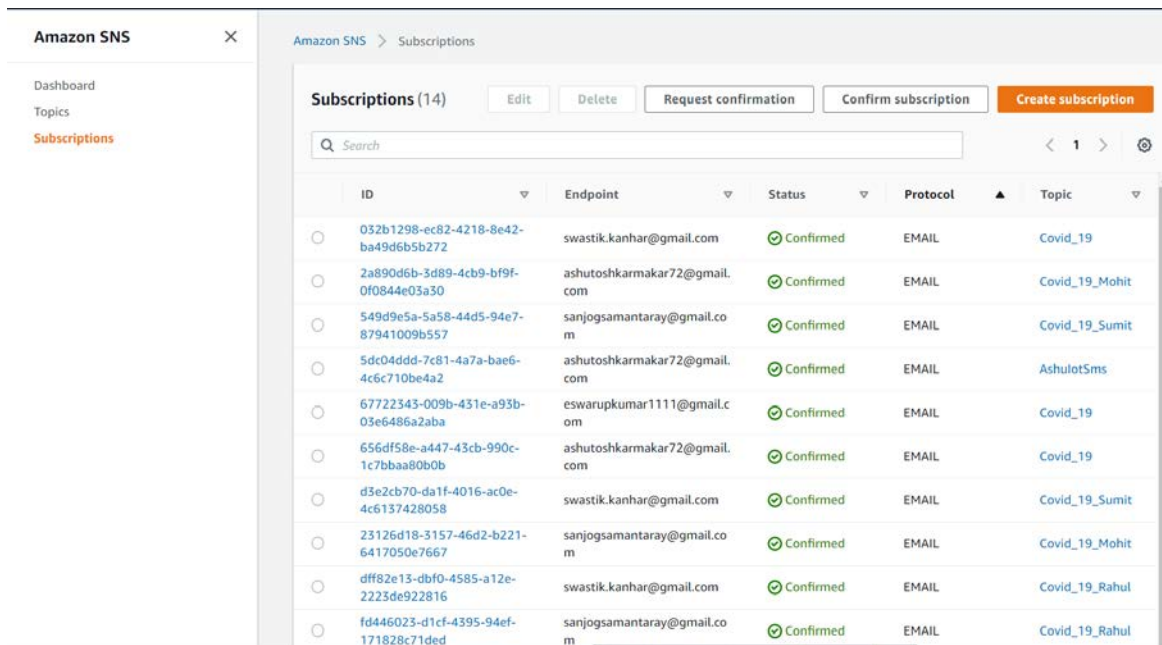 Amazon SNS
Dashboard
Topics
Subscriptions
Amazon SNS > Subscriptions
Subscriptions (14) Edit Delete Request confirmation Confirm subscription Create subscription
Search 1
ID Endpoint Status Protocol Topic
032b1298-ec82-4218-8e42-
ba49d6b5b272
swastik.kanhar@gmail.com Confirmed EMAIL Covid_19
2a890d6b-3d89-4cb9-bf9f-
0f0844e03a30
ashutoshkarmakar72@gmail.
com
Confirmed EMAIL Covid_19_Mohit
549d9e5a-5a58-44d5-94e7-
87941009b557
sanjogsamantaray@gmail.co
m
Confirmed EMAIL Covid_19_Sumit
5dc04ddd-7c81-4a7a-bae6-
4c6c710be4a2
ashutoshkarmakar72@gmail.
com
Confirmed EMAIL AshuIotSms
67722343-009b-431e-a93b-
03e6486a2aba
eswarupkumar1111@gmail.c
om
Confirmed EMAIL Covid_19
656df58e-a447-43cb-990c-
1c7bbaa80b0b
ashutoshkarmakar72@gmail.
com
Confirmed EMAIL Covid_19
d3e2cb70-da1f-4016-ac0e-
4c6137428058
swastik.kanhar@gmail.com Confirmed EMAIL Covid_19_Sumit
23126d18-3157-46d2-b221-
6417050e7667
sanjogsamantaray@gmail.co
m
Confirmed EMAIL Covid_19_Mohit
dff82e13-dbf0-4585-a12e-
2223de922816
swastik.kanhar@gmail.com Confirmed EMAIL Covid_19_Rahul
fd446023-d1cf-4395-94ef-
171828c71ded
sanjogsamantaray@gmail.co
m
Confirmed EMAIL Covid_19_Rahul